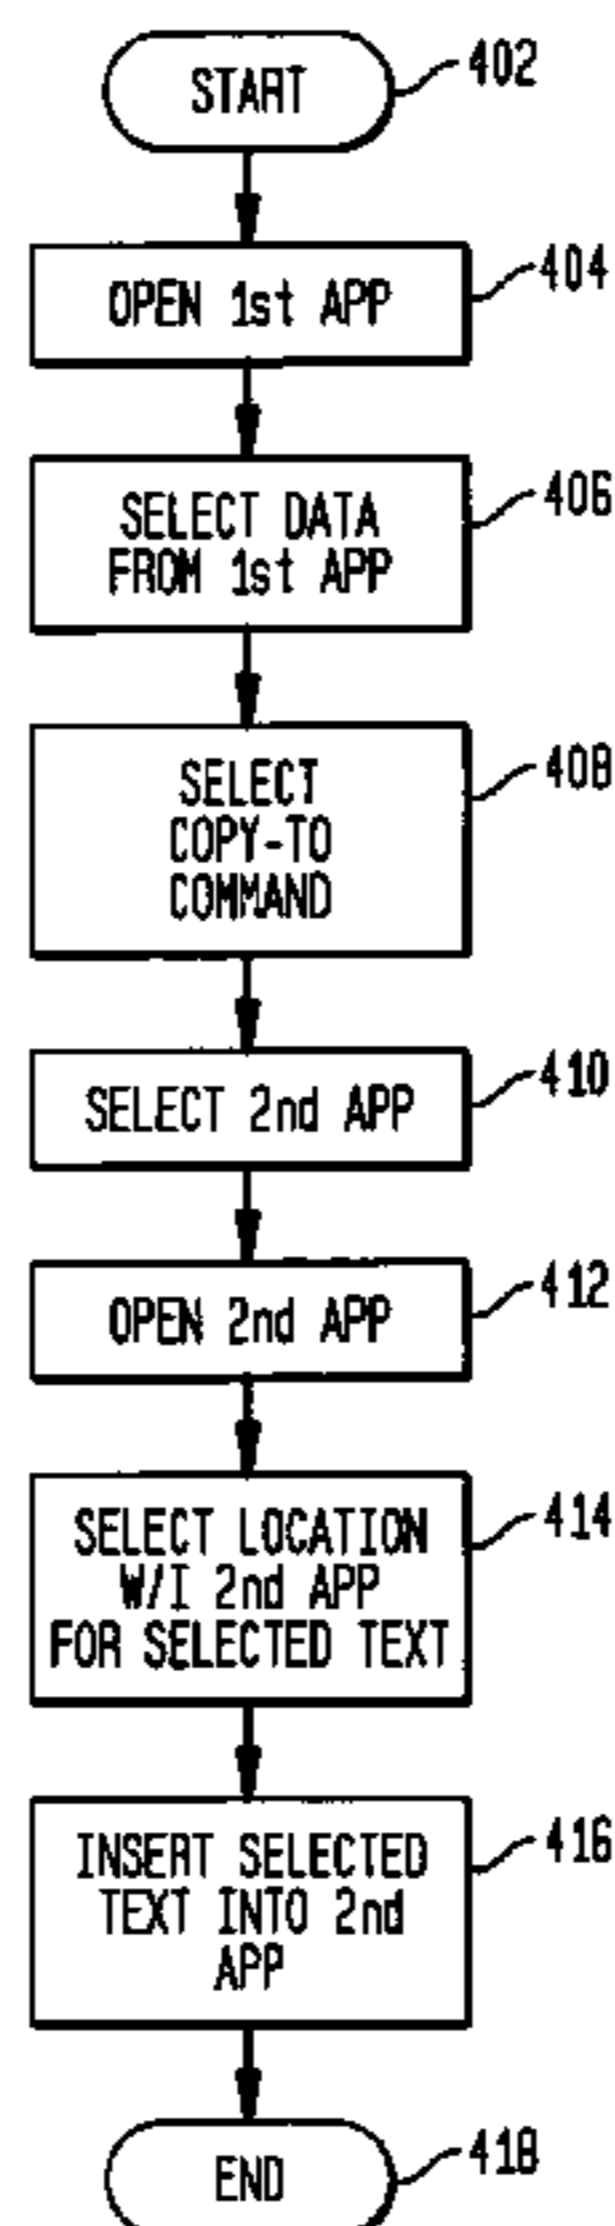 START
402
OPEN 1st APP
404
SELECT DATA
FROM 1st APP
406
SELECT
COPY-TO
COMMAND
408
SELECT 2nd APP
410
OPEN 2nd APP
412
SELECT LOCATION
W/I 2nd APP
FOR SELECTED TEXT
414
INSERT SELECTED
TEXT INTO 2nd
APP
416
END
418